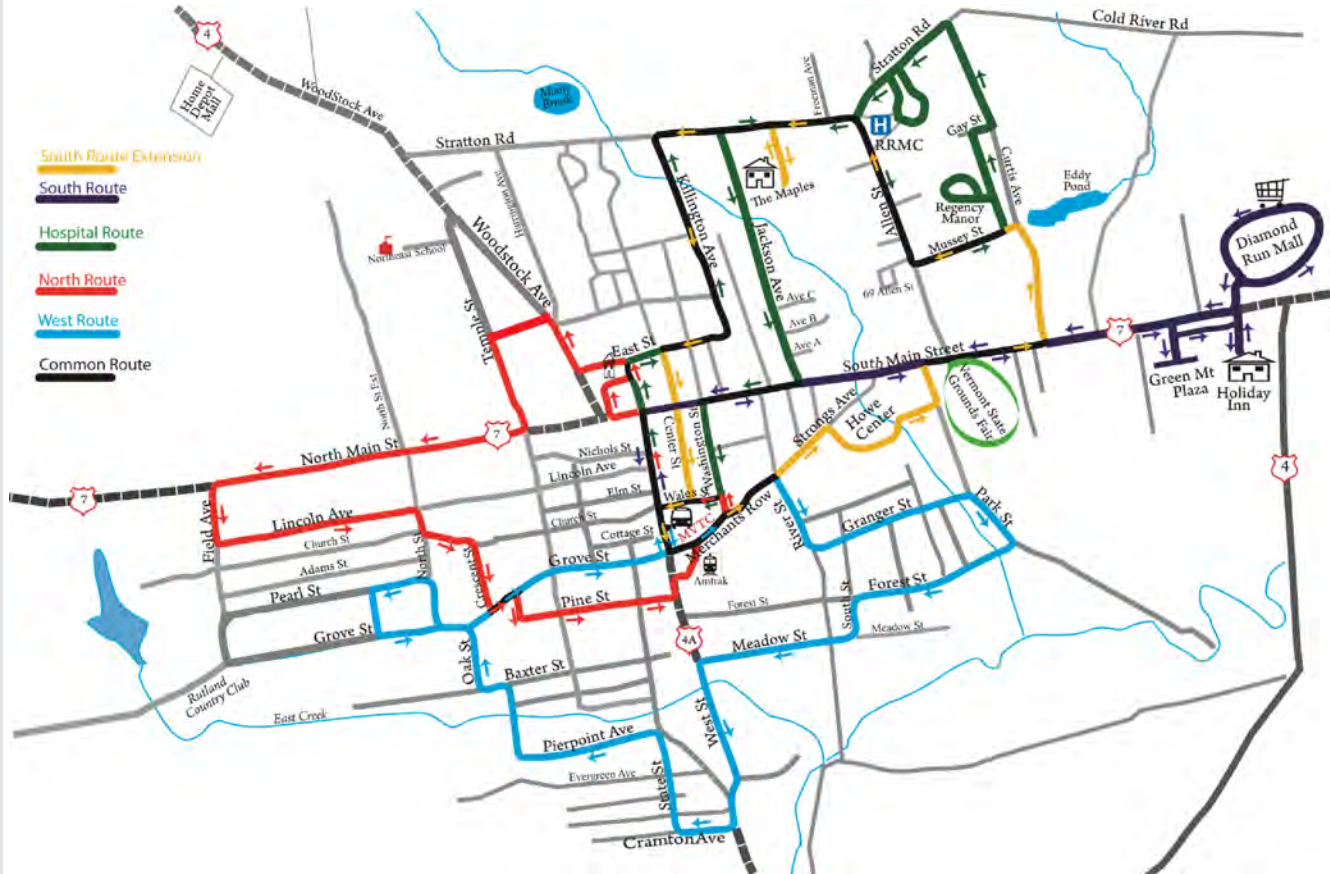 Cold River Rd
4
Home
Depot
Mall
WoodStock Ave
Moon
Brook
Freeman Ave
Stratton Rd
Stratton Rd
H
RRMC
Gay St
Curtis Ave
South Route Extension
South Route
Hospital Route
North Route
West Route
Common Route
Killington Ave
The Maples
Harrington Ave
Allen St
Regency
Manor
Eddy
Pond
Mussey St
Diamond
Run Mall
Northeast School
Woodstock Ave
Jackson Ave
69 Allen St
Ave C
Ave B
Ave A
Temple St
East St
7
South Main Street
Green Mt
Plaza
Holiday
Inn
Vermont State
Grounds Fair
North St Ext
Strongs Ave
Howe
Center
Center St
Washington St
7
North Main St
Nichols St
Lincoln Ave
4
7
Elm St
Wales St
Field Ave
Lincoln Ave
Church St
Church St
Cottage St
MVTC
Merchants Row
River St
Granger St
Park St
Adams St
North St
Crescent St
Grove St
Amtrak
Pearl St
Pine St
Forest St
Forest St
South St
Grove St
Oak St
4A
Meadow St
Meadow St
Baxter St
Rutland
Country Club
East Creek
West St
Pierpoint Ave
Evergreen Ave
State St
CramtonAve